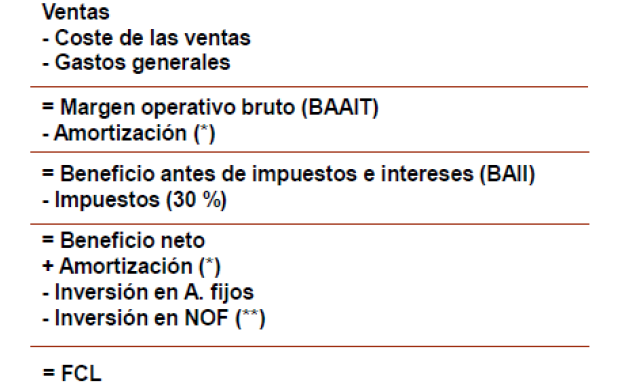 Ventas
- Coste de las ventas
- Gastos generales
= Margen operativo bruto (BAAIT)
- Amortización (*)
= Beneficio antes de impuestos e intereses (BAII)
- Impuestos (30 %)
= Beneficio neto
+ Amortización (*)
- Inversión en A. fijos
- Inversión en NOF (**)
= FCL